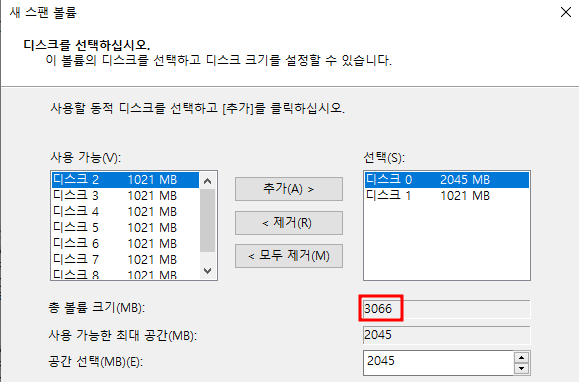 새 스팬 볼륨
디스크를 선택하십시오.
이 볼륨의 디스크를 선택하고 디스크 크기를 설정할 수 있습니다.
사용할 동적 디스크를 선택하고 [추가]를 클릭하십시오.
사용 가능(V):
디스크 2 1021 MB
디스크 3 1021 MB
디스크 4 1021 MB
디스크 5 1021 MB
디스크 6 1021 MB
디스크 7 1021 MB
디스크 8 1021 MB
추가(A) >
< 제거(R)
< 모두 제거(M)
선택(S):
디스크 0 2045 MB
디스크 1 1021 MB
총 볼륨 크기(MB): 3066
사용 가능한 최대 공간(MB): 2045
공간 선택(MB)(E): 2045